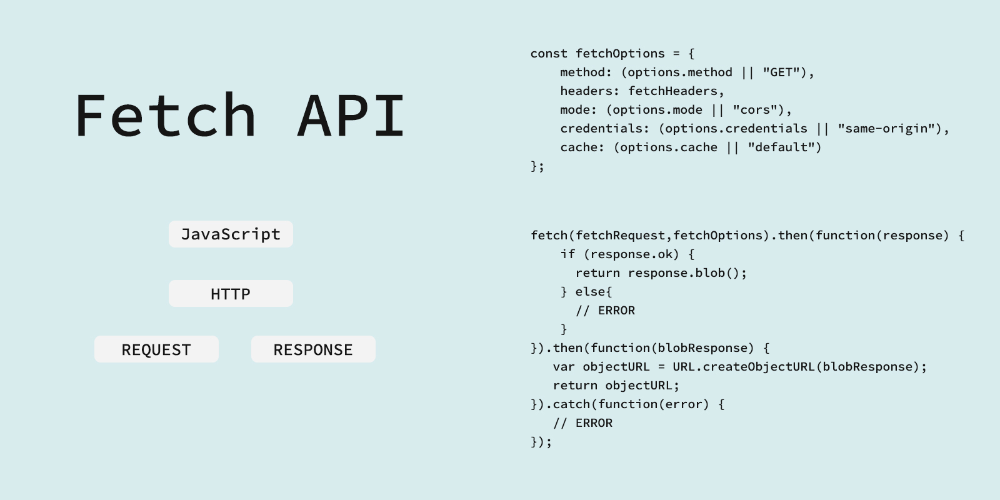 Fetch API
JavaScript
HTTP
REQUEST
RESPONSE
const fetchOptions = {
    method: (options.method || "GET"),
    headers: fetchHeaders,
    mode: (options.mode || "cors"),
    credentials: (options.credentials || "same-origin"),
    cache: (options.cache || "default")
};
fetch(fetchRequest,fetchOptions).then(function(response) {
    if (response.ok) {
      return response.blob();
    } else{
      // ERROR
    }
}).then(function(blobResponse) {
   var objectURL = URL.createObjectURL(blobResponse);
   return objectURL;
}).catch(function(error) {
   // ERROR
});